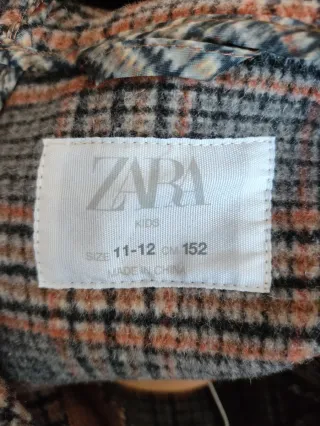 ZARA
KIDS
SIZE 11-12 CM 152
MADE IN CHINA